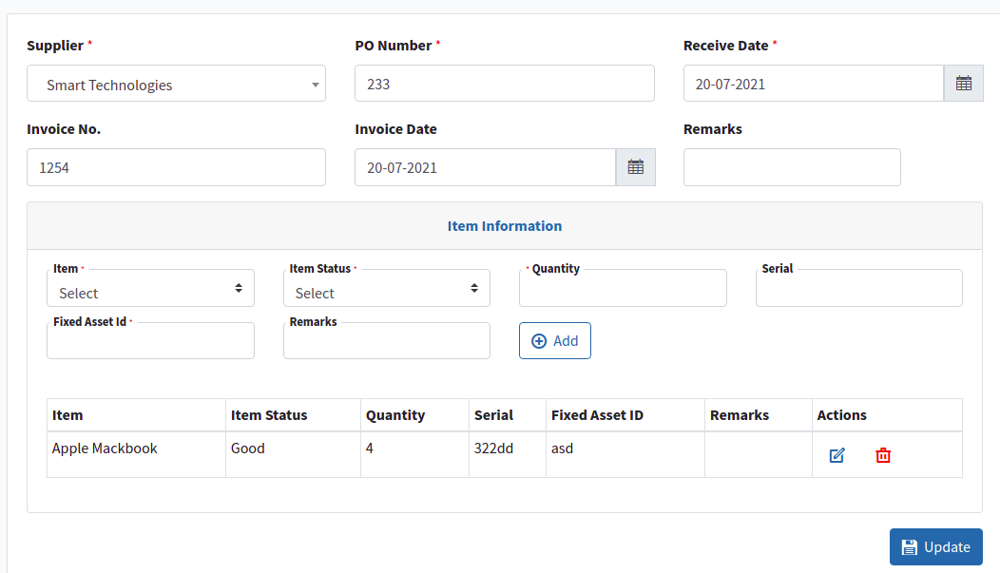 Supplier * PO Number * Receive Date *
Smart Technologies 233 20-07-2021
Invoice No. Invoice Date Remarks
1254 20-07-2021
Item Information
Item * Item Status * * Quantity Serial
Select Select
Fixed Asset Id * Remarks
Add
Item Item Status Quantity Serial Fixed Asset ID Remarks Actions
Apple Mackbook Good 4 322dd asd
Update